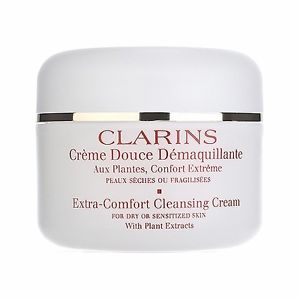 CLARINS
Crème Douce Démaquillante
Aux Plantes, Confort Extrême
PEAUX SÈCHES OU FRAGILISÉES
Extra-Comfort Cleansing Cream
FOR DRY OR SENSITIZED SKIN
With Plant Extracts